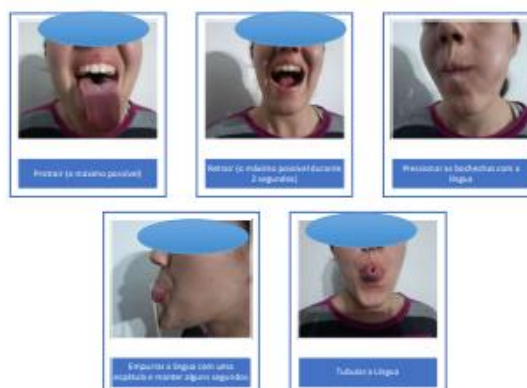 Protrair (o máximo possível)
Retrair (o máximo possível durante
2 segundos)
Pressionar as bochechas com a
língua
Empurrar a língua com uma
espátula e manter alguns segundos
Tubular a Língua